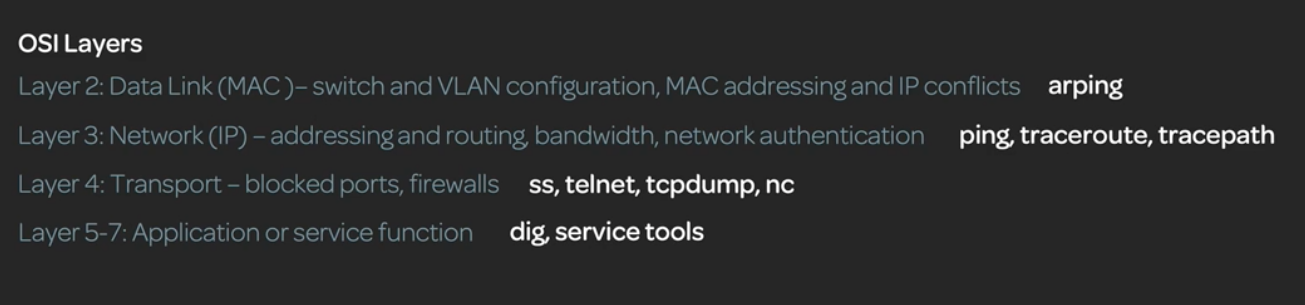 OSI Layers
Layer 2: Data Link (MAC )– switch and VLAN configuration, MAC addressing and IP conflicts arping
Layer 3: Network (IP) – addressing and routing, bandwidth, network authentication ping, traceroute, tracepath
Layer 4: Transport – blocked ports, firewalls ss, telnet, tcpdump, nc
Layer 5-7: Application or service function dig, service tools